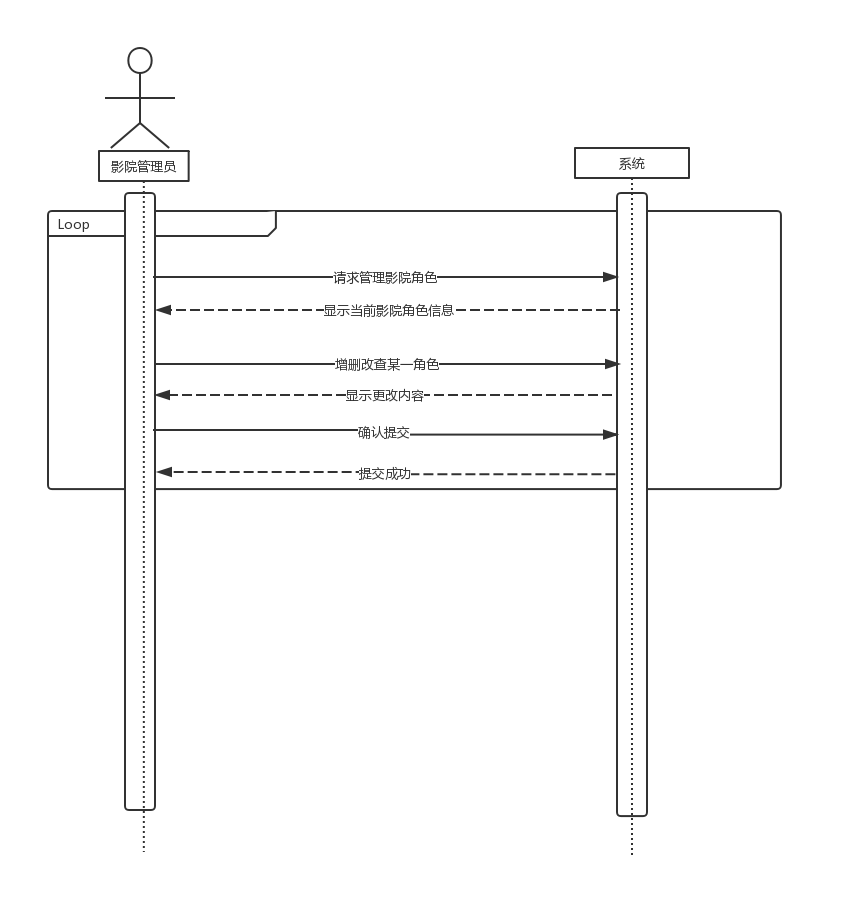 影院管理员
系统
Loop
请求管理影院角色
显示当前影院角色信息
增删改查某一角色
显示更改内容
确认提交
提交成功